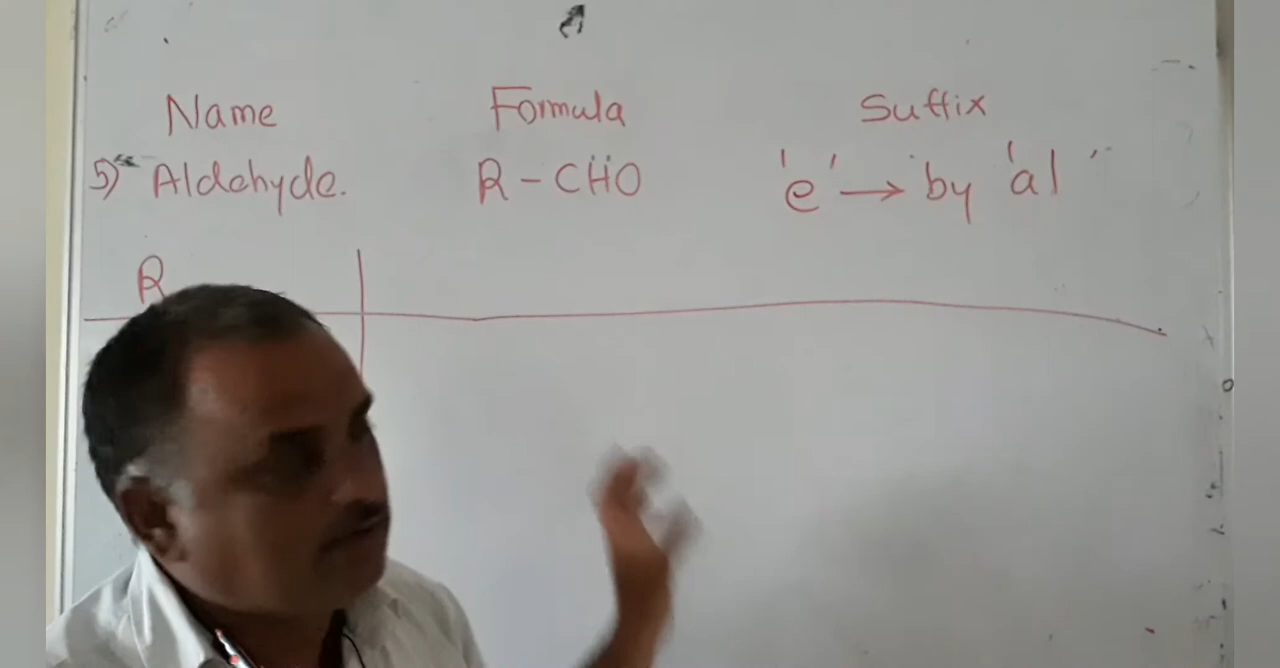 Name Formula Suffix
5) Aldehyde. R-CHO 'e' → by 'al'
R